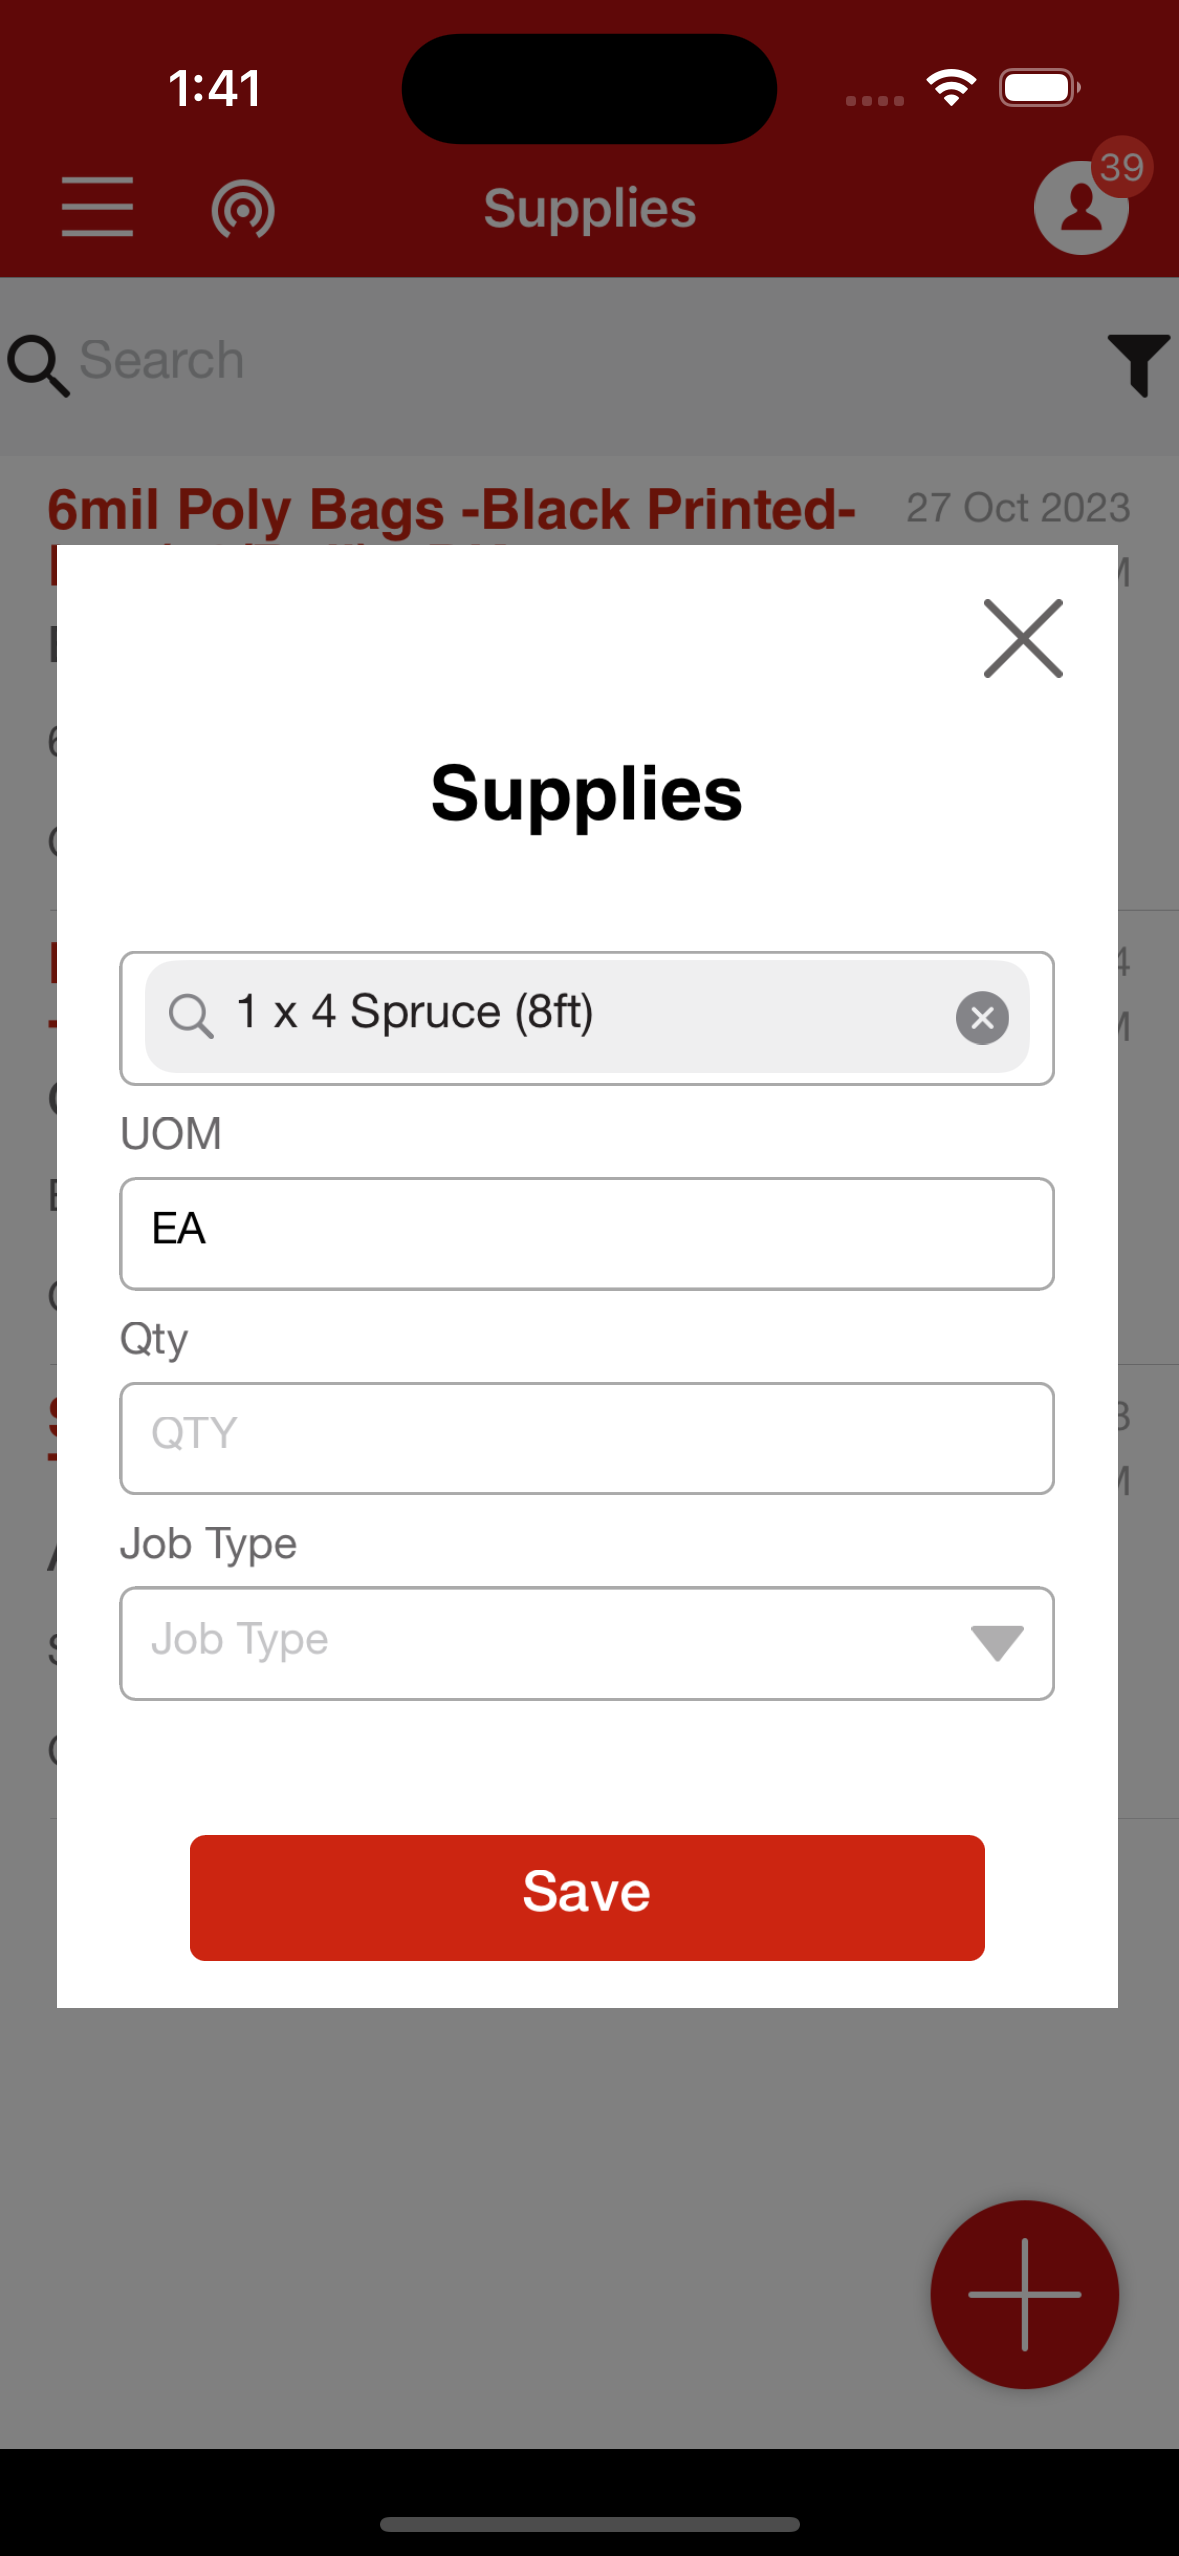 1:41
39
Supplies
Search
6mil Poly Bags -Black Printed-
27 Oct 2023
Supplies
1 x 4 Spruce (8ft)
UOM
EA
Qty
QTY
Job Type
Job Type
Save